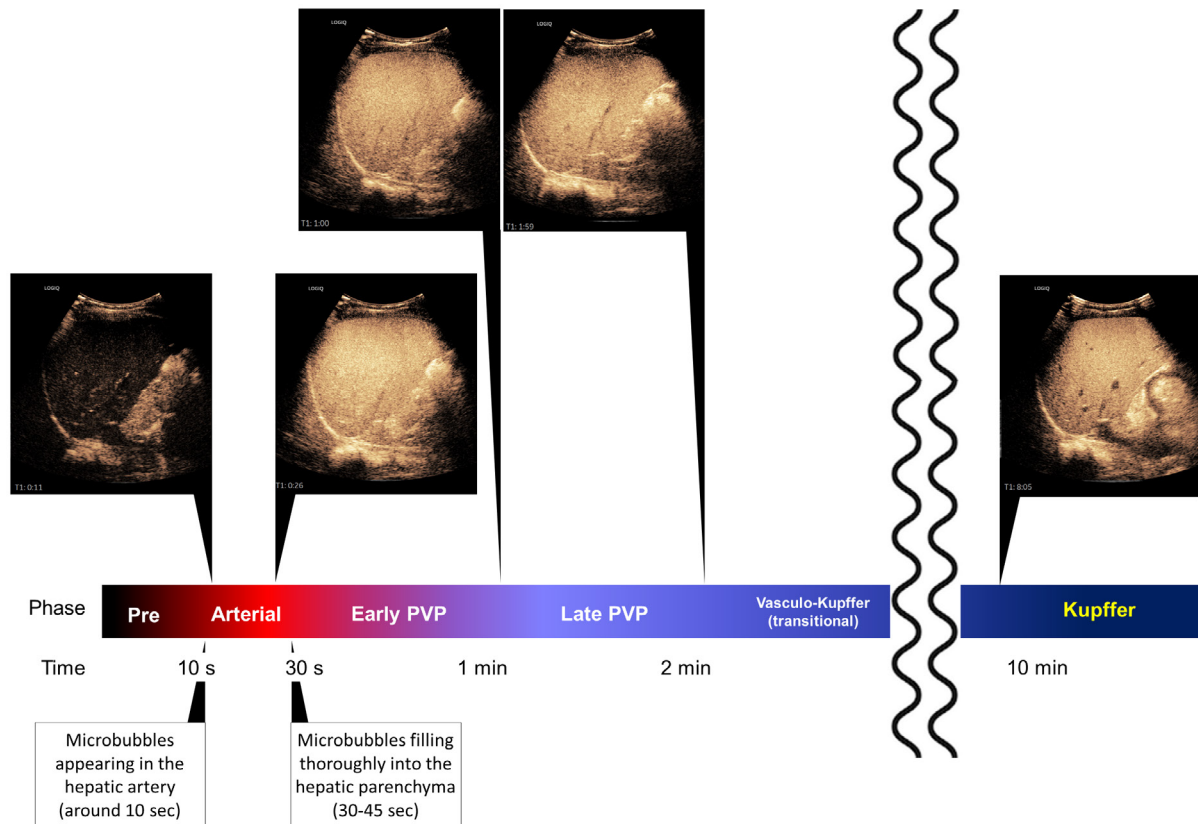 LOGIQ
T1: 1:00
LOGIQ
T1: 1:59
LOGIQ
T1: 0:11
LOGIQ
T1: 0:26
LOGIQ
T1: 8:05
Phase
Pre
Arterial
Early PVP
Late PVP
Vasculo-Kupffer
(transitional)
Kupffer
Time
10 s
30 s
1 min
2 min
10 min
Microbubbles
appearing in the
hepatic artery
(around 10 sec)
Microbubbles filling
thoroughly into the
hepatic parenchyma
(30-45 sec)